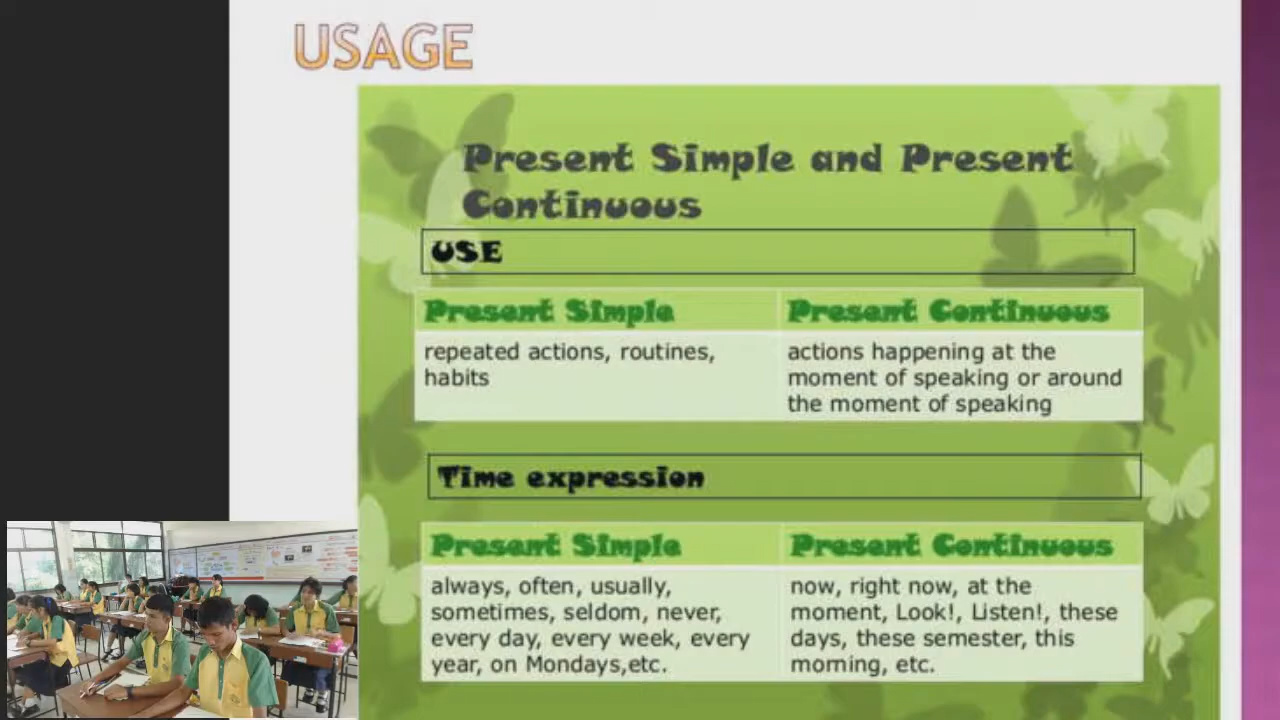 USAGE
Present Simple and Present
Continuous
USE
Present Simple
Present Continuous
repeated actions, routines,
habits
actions happening at the
moment of speaking or around
the moment of speaking
Time expression
Present Simple
Present Continuous
always, often, usually,
sometimes, seldom, never,
every day, every week, every
year, on Mondays,etc.
now, right now, at the
moment, Look!, Listen!, these
days, these semester, this
morning, etc.